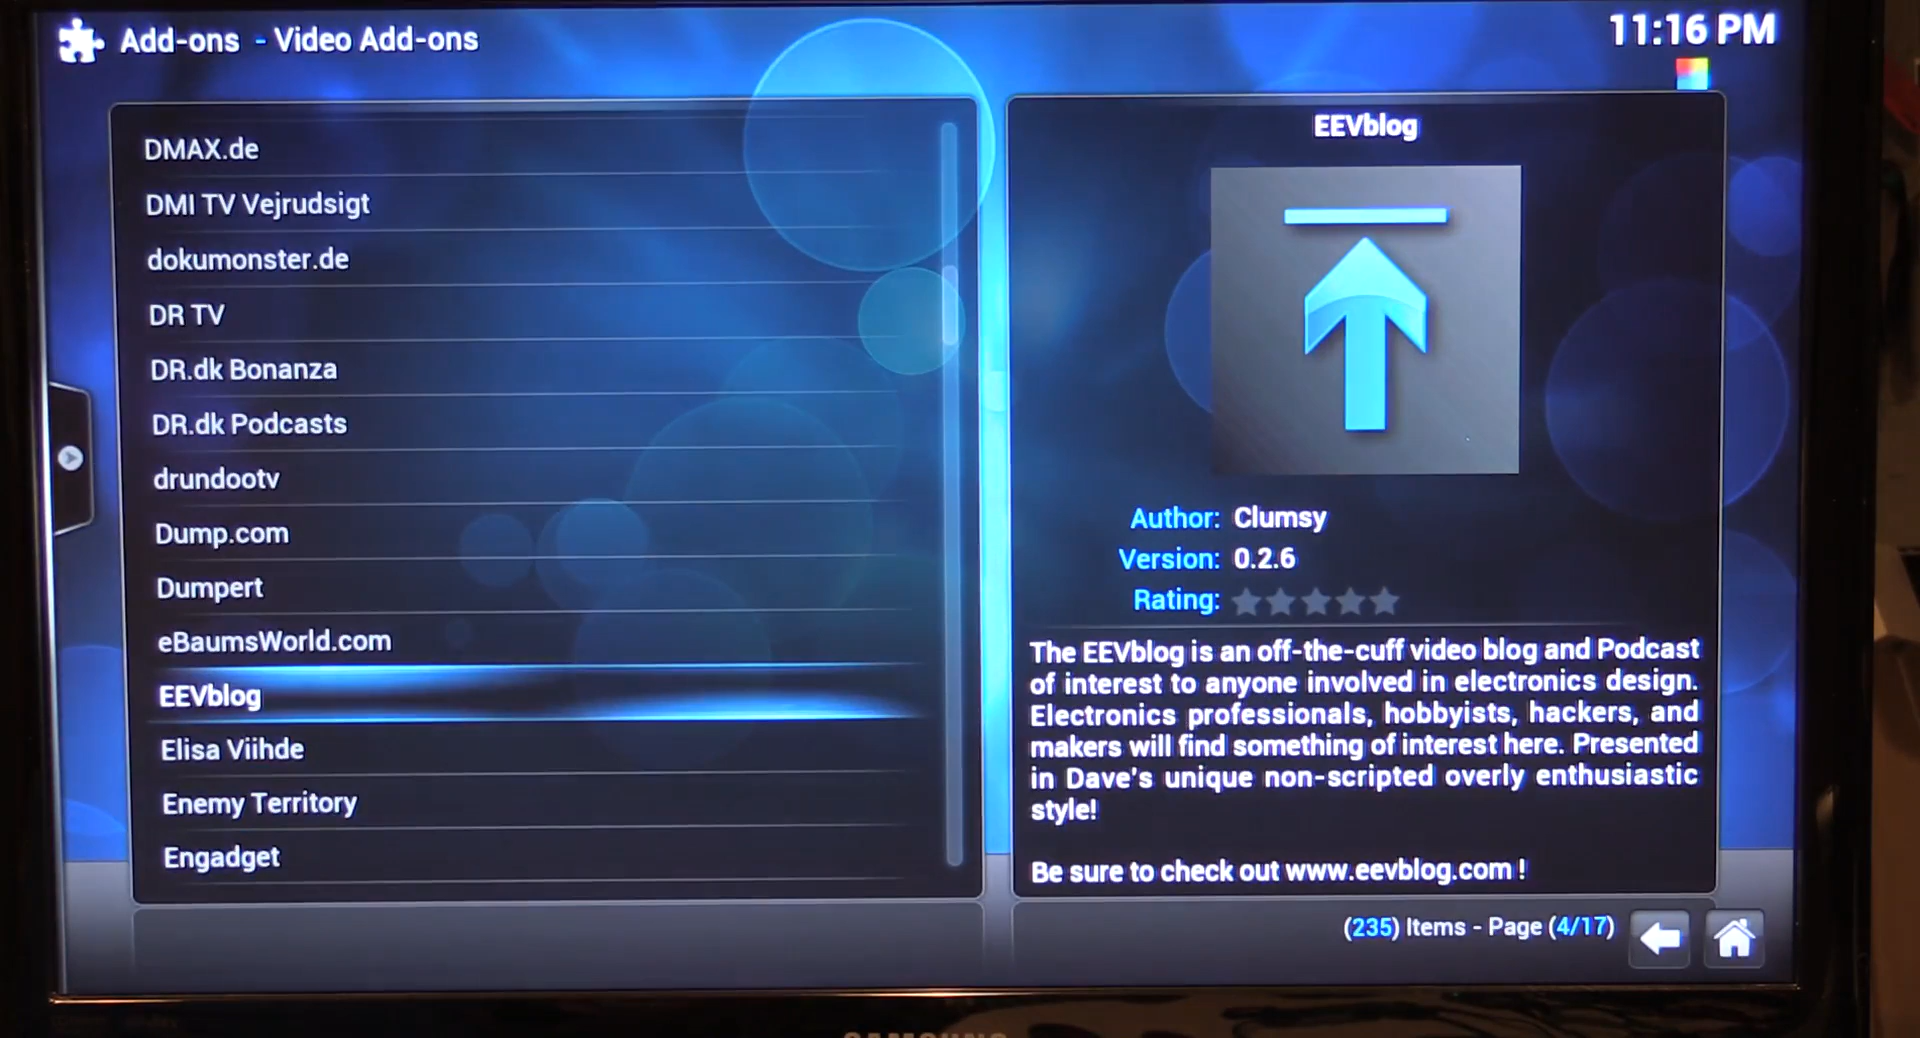 Add-ons - Video Add-ons
11:16 PM
DMAX.de
DMI TV Vejrudsigt
dokumonster.de
DR TV
DR.dk Bonanza
DR.dk Podcasts
drundootv
Dump.com
Dumpert
eBaumsWorld.com
EEVblog
Elisa Viihde
Enemy Territory
Engadget
EEVblog
Author: Clumsy
Version: 0.2.6
Rating:
The EEVblog is an off-the-cuff video blog and Podcast
of interest to anyone involved in electronics design.
Electronics professionals, hobbyists, hackers, and
makers will find something of interest here. Presented
in Dave's unique non-scripted overly enthusiastic
style!
Be sure to check out www.eevblog.com !
(235) Items - Page (4/17)
SAMSUNG